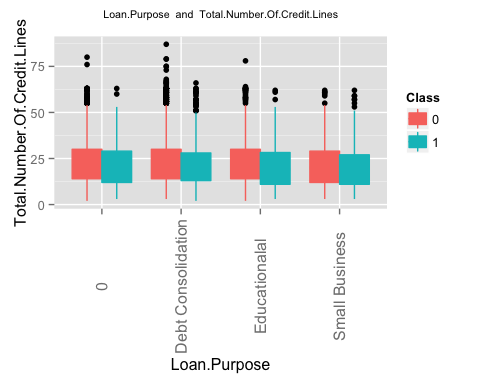 Loan.Purpose and Total.Number.Of.Credit.Lines
Total.Number.Of.Credit.Lines
75
50
25
0
0
Debt Consolidation
Educationalal
Small Business
Loan.Purpose
Class
0
1